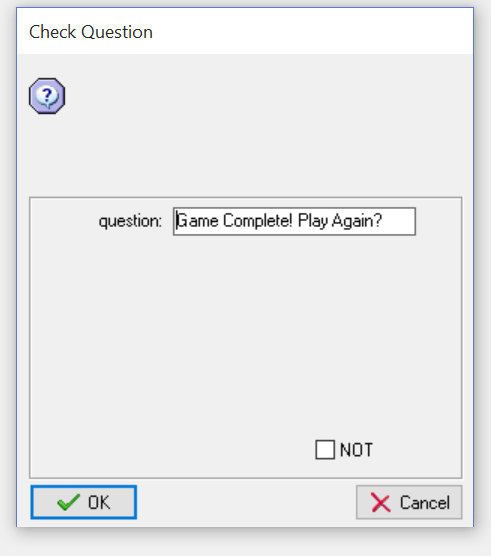 Check Question
question: Game Complete! Play Again?
NOT
OK Cancel